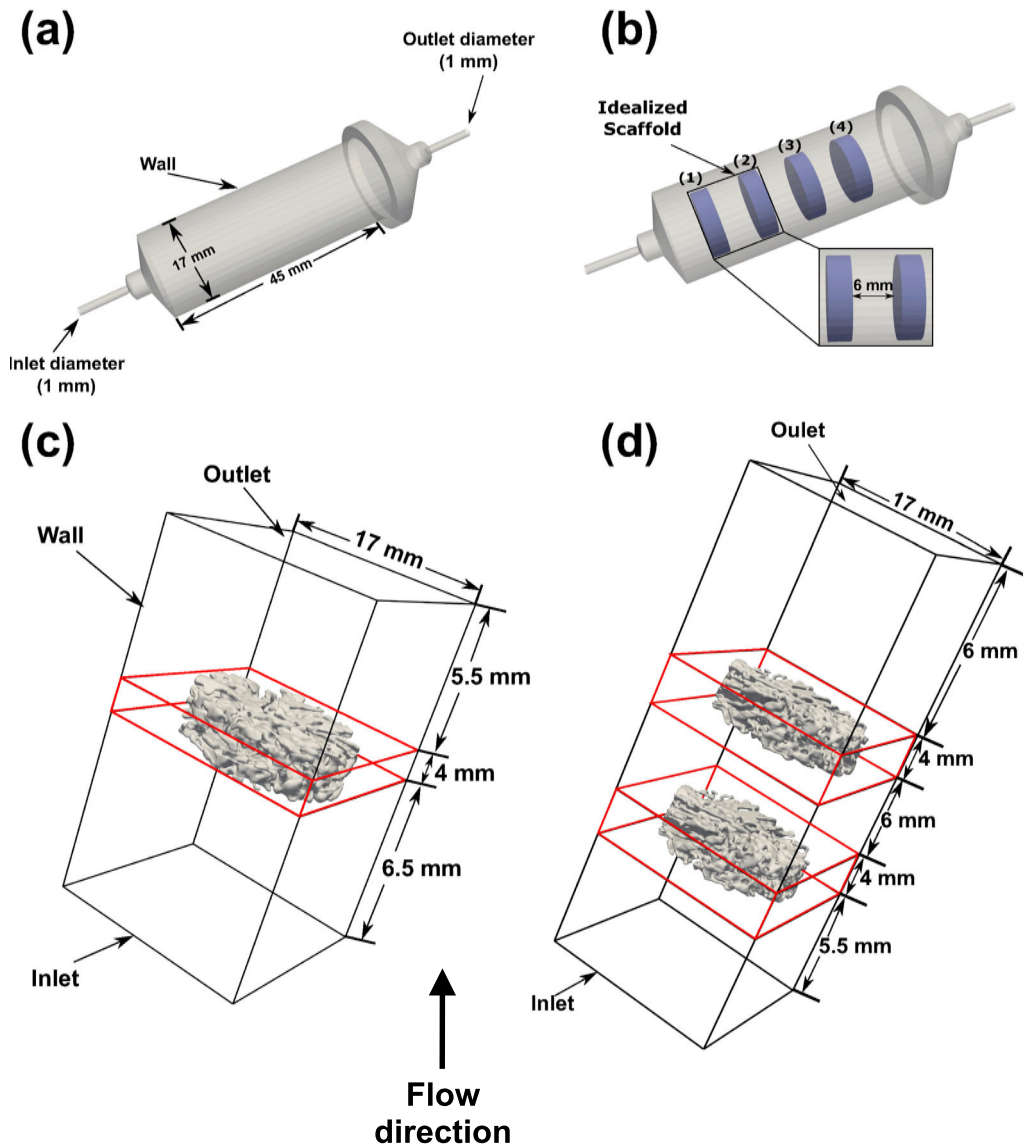 (a)
Outlet diameter
(1 mm)
Wall
17 mm
45 mm
Inlet diameter
(1 mm)
(b)
Idealized
Scaffold
(1)
(2)
(3)
(4)
6 mm
(c)
Outlet
Wall
17 mm
5.5 mm
4 mm
6.5 mm
Inlet
Flow
direction
(d)
Oulet
17 mm
6 mm
4 mm
6 mm
4 mm
5.5 mm
Inlet